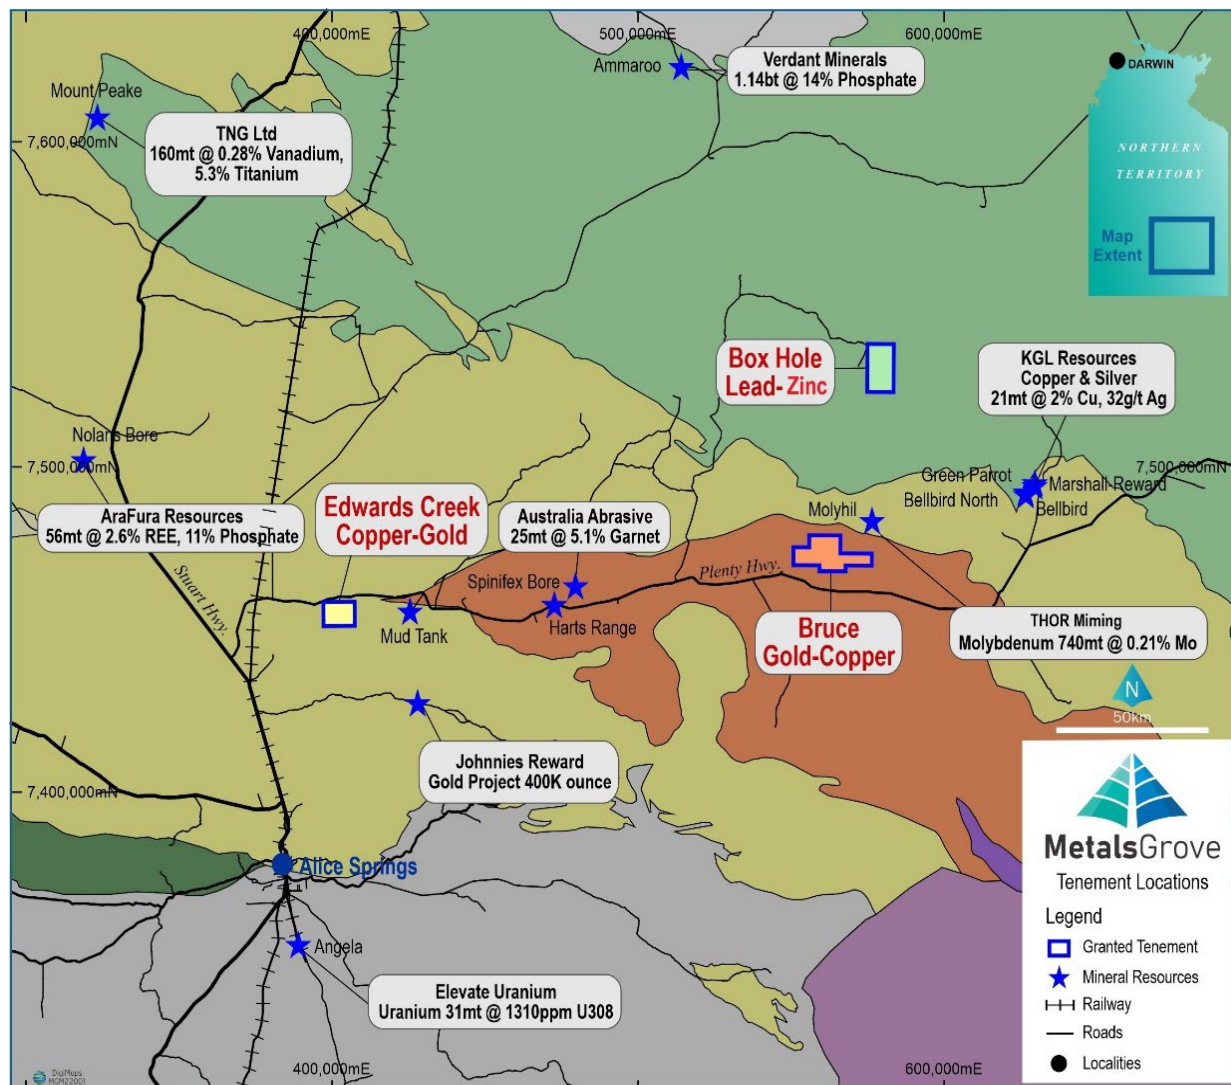 400,000mE
500,000mE
600,000mE
Verdant Minerals
1.14bt @ 14% Phosphate
Ammaroo
DARWIN
Mount Peake
TNG Ltd
160mt @ 0.28% Vanadium,
5.3% Titanium
7,600,000mN
NORTHERN
TERRITORY
Map
Extent
Box Hole
Lead- Zinc
KGL Resources
Copper & Silver
21mt @ 2% Cu, 32g/t Ag
Nolans Bore
7,500,000mN
7,500,000mN
Green Parrot
Marshall-Reward
Bellbird North
Bellbird
AraFura Resources
56mt @ 2.6% REE, 11% Phosphate
Edwards Creek
Copper-Gold
Australia Abrasive
25mt @ 5.1% Garnet
Molyhil
Stuart Hwy.
Spinifex Bore
Plenty Hwy.
Mud Tank
Harts Range
Bruce
Gold-Copper
THOR Miming
Molybdenum 740mt @ 0.21% Mo
N
50km
Johnnies Reward
Gold Project 400K ounce
7,400,000mN
Alice Springs
Angela
Elevate Uranium
Uranium 31mt @ 1310ppm U308
MetalsGrove
Tenement Locations
Legend
Granted Tenement
Mineral Resources
Railway
Roads
Localities
DigiMaps
MGM22001
400,000mE
600,000mE